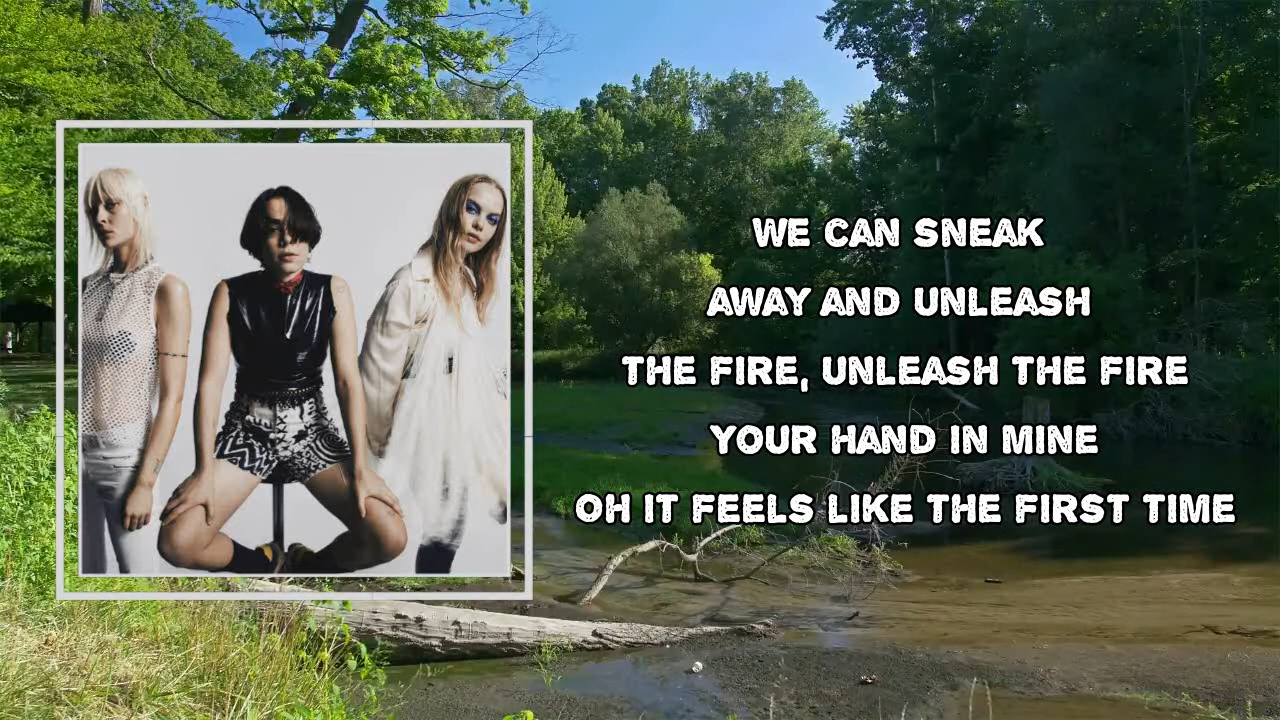 WE CAN SNEAK
AWAY AND UNLEASH
THE FIRE, UNLEASH THE FIRE
YOUR HAND IN MINE
OH IT FEELS LIKE THE FIRST TIME